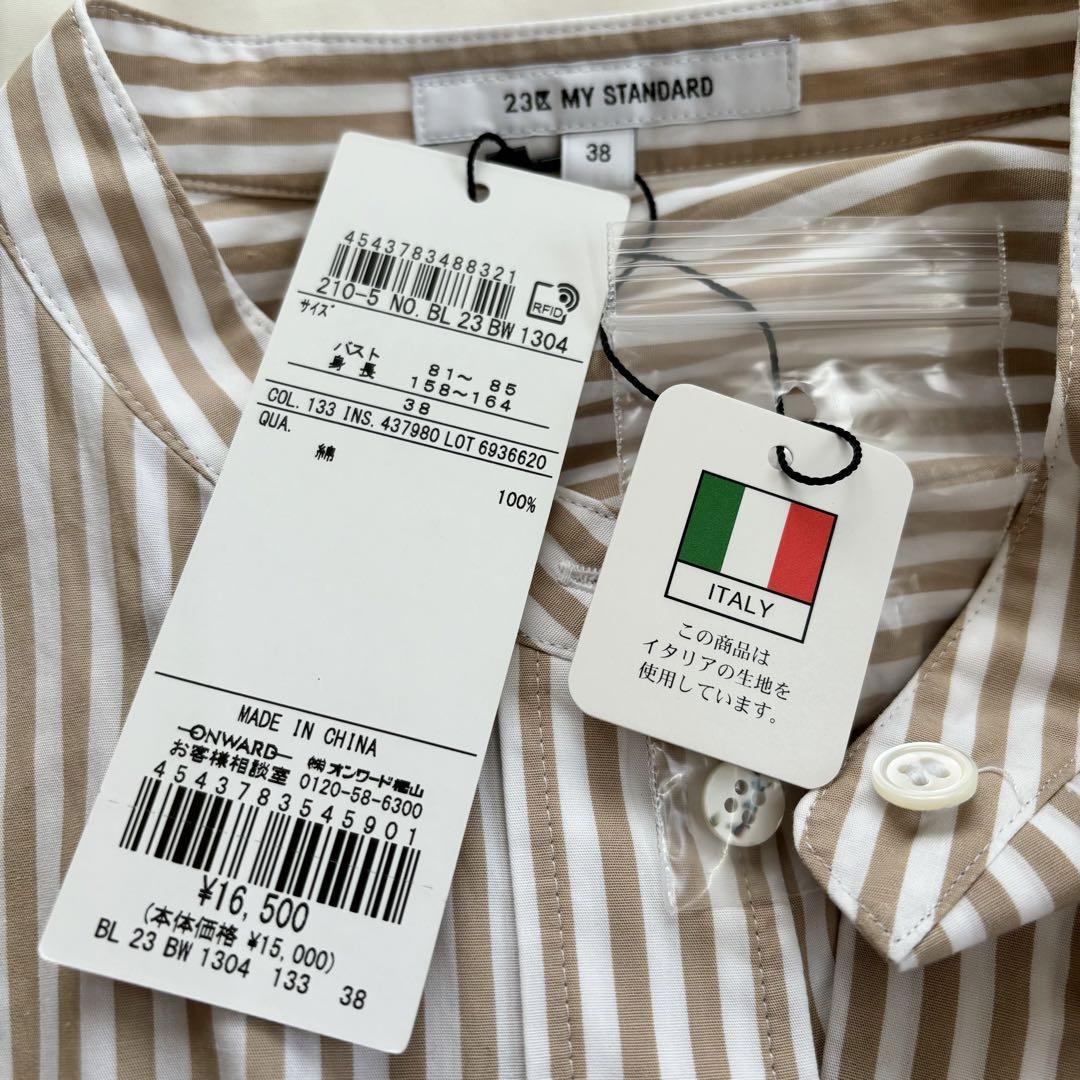 23区 MY STANDARD
38
4543783488321
RFID
210-5 NO. BL 23 BW 1304
サイズ
バスト 81～ 85
身長 158～164
38
COL. 133 INS. 437980 LOT 6936620
QUA.
綿
100%
MADE IN CHINA
ONWARD ㈱オンワード樫山
お客様相談室 0120-58-6300
4543783545901
¥16,500
(本体価格 ¥15,000)
BL 23 BW 1304 133 38
ITALY
この商品は
イタリアの生地を
使用しています。